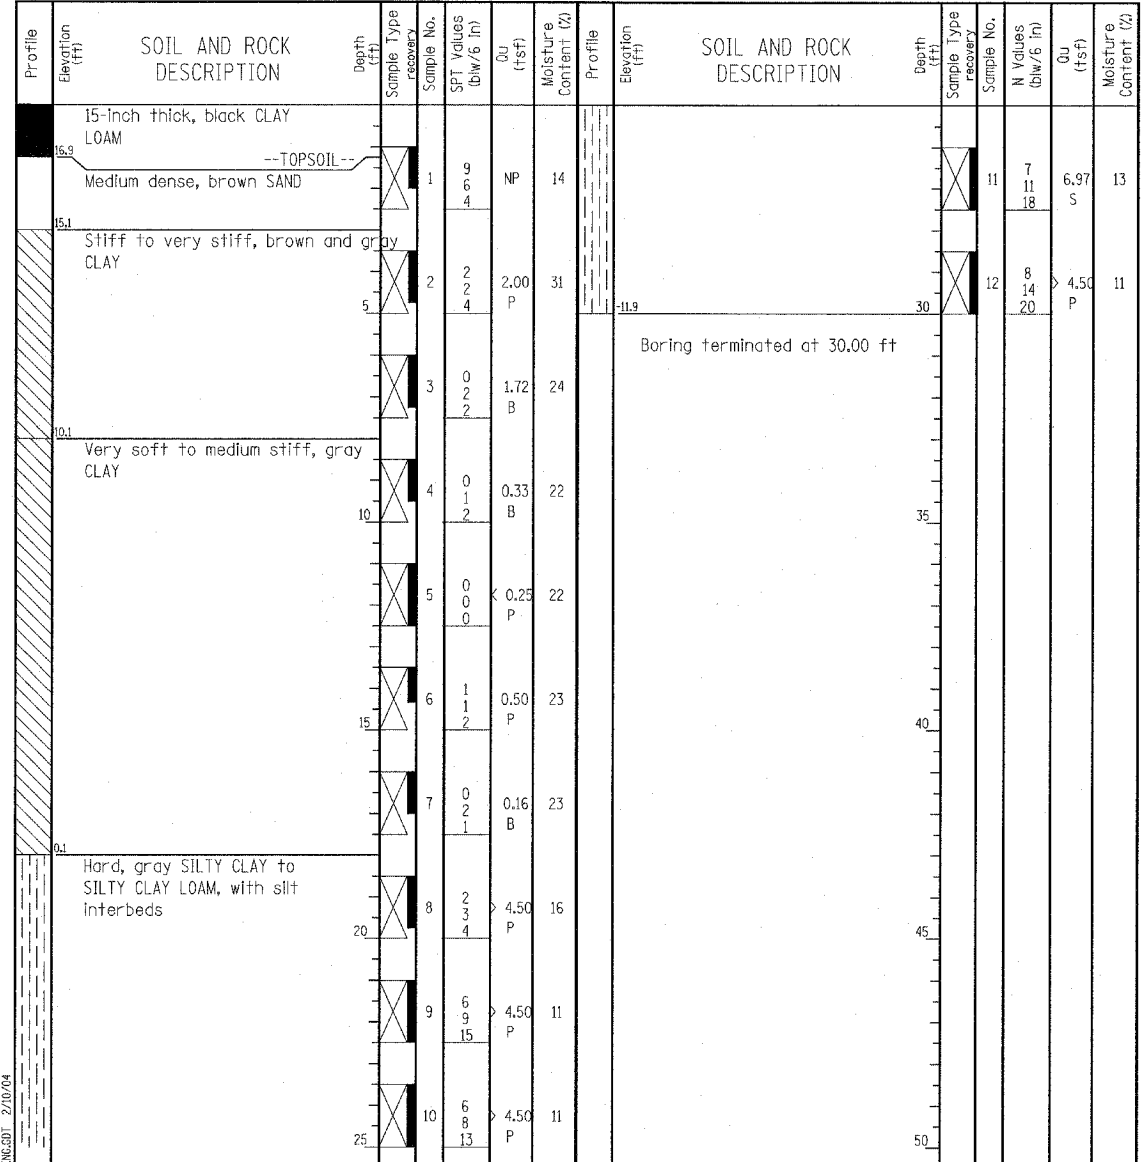 Profile
Elevation (ft)
SOIL AND ROCK
DESCRIPTION
Depth (ft)
Sample Type
recovery
Sample No.
SPT Values
(blw/6 in)
Qu
(tsf)
Moisture
Content (%)
Profile
Elevation (ft)
SOIL AND ROCK
DESCRIPTION
Depth (ft)
Sample Type
recovery
Sample No.
N Values
(blw/6 in)
Qu
(tsf)
Moisture
Content (%)
15-inch thick, black CLAY
LOAM
16.9
--TOPSOIL--
Medium dense, brown SAND
1
9
6
4
NP
14
15.1
Stiff to very stiff, brown and gray
CLAY
2
2
2
4
2.00
P
31
5
3
0
2
2
1.72
B
24
10.1
Very soft to medium stiff, gray
CLAY
4
0
1
2
0.33
B
22
10
5
0
0
0
< 0.25
P
22
6
1
1
2
0.50
P
23
15
7
0
2
1
0.16
B
23
0.1
Hard, gray SILTY CLAY to
SILTY CLAY LOAM, with silt
interbeds
8
2
3
4
> 4.50
P
16
20
9
6
9
15
> 4.50
P
11
10
6
8
13
> 4.50
P
11
25
11
7
11
18
6.97
S
13
12
8
14
20
> 4.50
P
11
-11.9
30
Boring terminated at 30.00 ft
35
40
45
50
NG.GDT 2/10/04